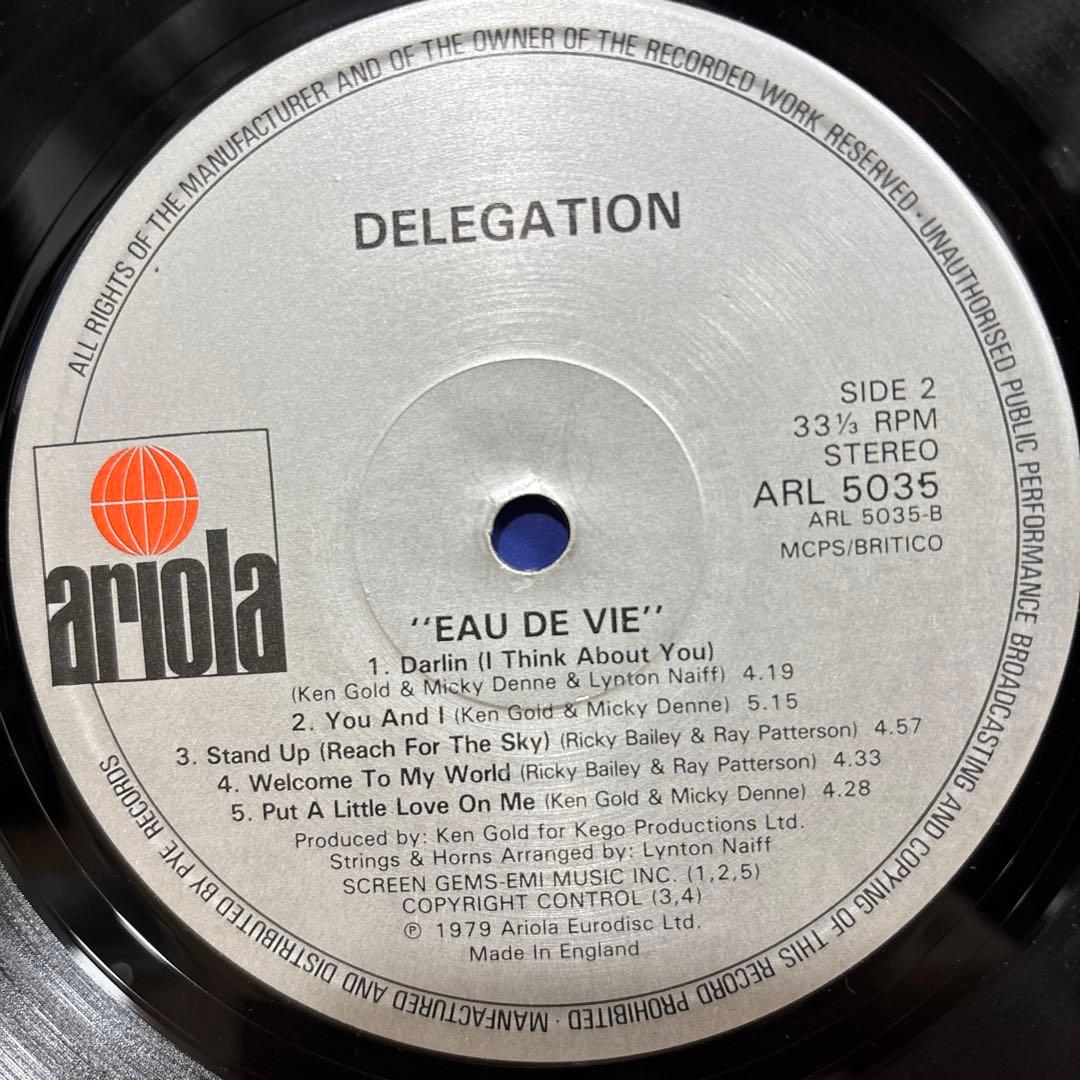 ALL RIGHTS OF THE MANUFACTURER AND OF THE OWNER OF THE RECORDED WORK RESERVED · UNAUTHORISED PUBLIC PERFORMANCE BROADCASTING AND COPYING OF THIS RECORD PROHIBITED · MANFACTURED AND DISTRIBUTED BY PYE RECORDS
DELEGATION
SIDE 2
33⅓ RPM
STEREO
ARL 5035
ARL 5035-B
MCPS/BRITICO
ariola
"EAU DE VIE"
1. Darlin (I Think About You)
(Ken Gold & Micky Denne & Lynton Naiff) 4.19
2. You And I (Ken Gold & Micky Denne) 5.15
3. Stand Up (Reach For The Sky) (Ricky Bailey & Ray Patterson) 4.57
4. Welcome To My World (Ricky Bailey & Ray Patterson) 4.33
5. Put A Little Love On Me (Ken Gold & Micky Denne) 4.28
Produced by: Ken Gold for Kego Productions Ltd.
Strings & Horns Arranged by: Lynton Naiff
SCREEN GEMS-EMI MUSIC INC. (1,2,5)
COPYRIGHT CONTROL (3,4)
℗ 1979 Ariola Eurodisc Ltd.
Made In England